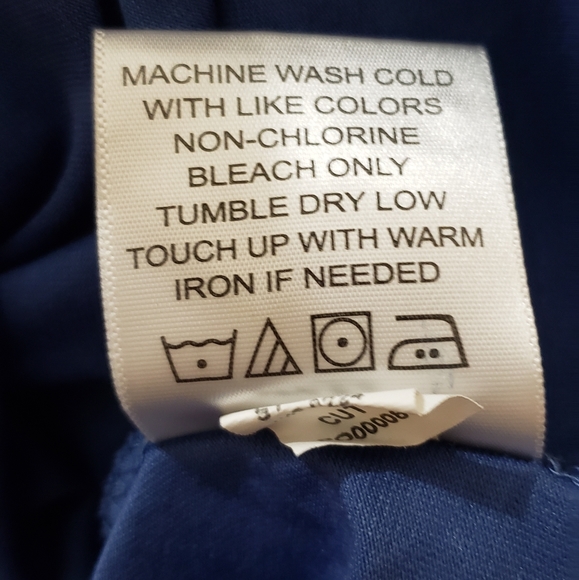 MACHINE WASH COLD
WITH LIKE COLORS
NON-CHLORINE
BLEACH ONLY
TUMBLE DRY LOW
TOUCH UP WITH WARM
IRON IF NEEDED
CUT